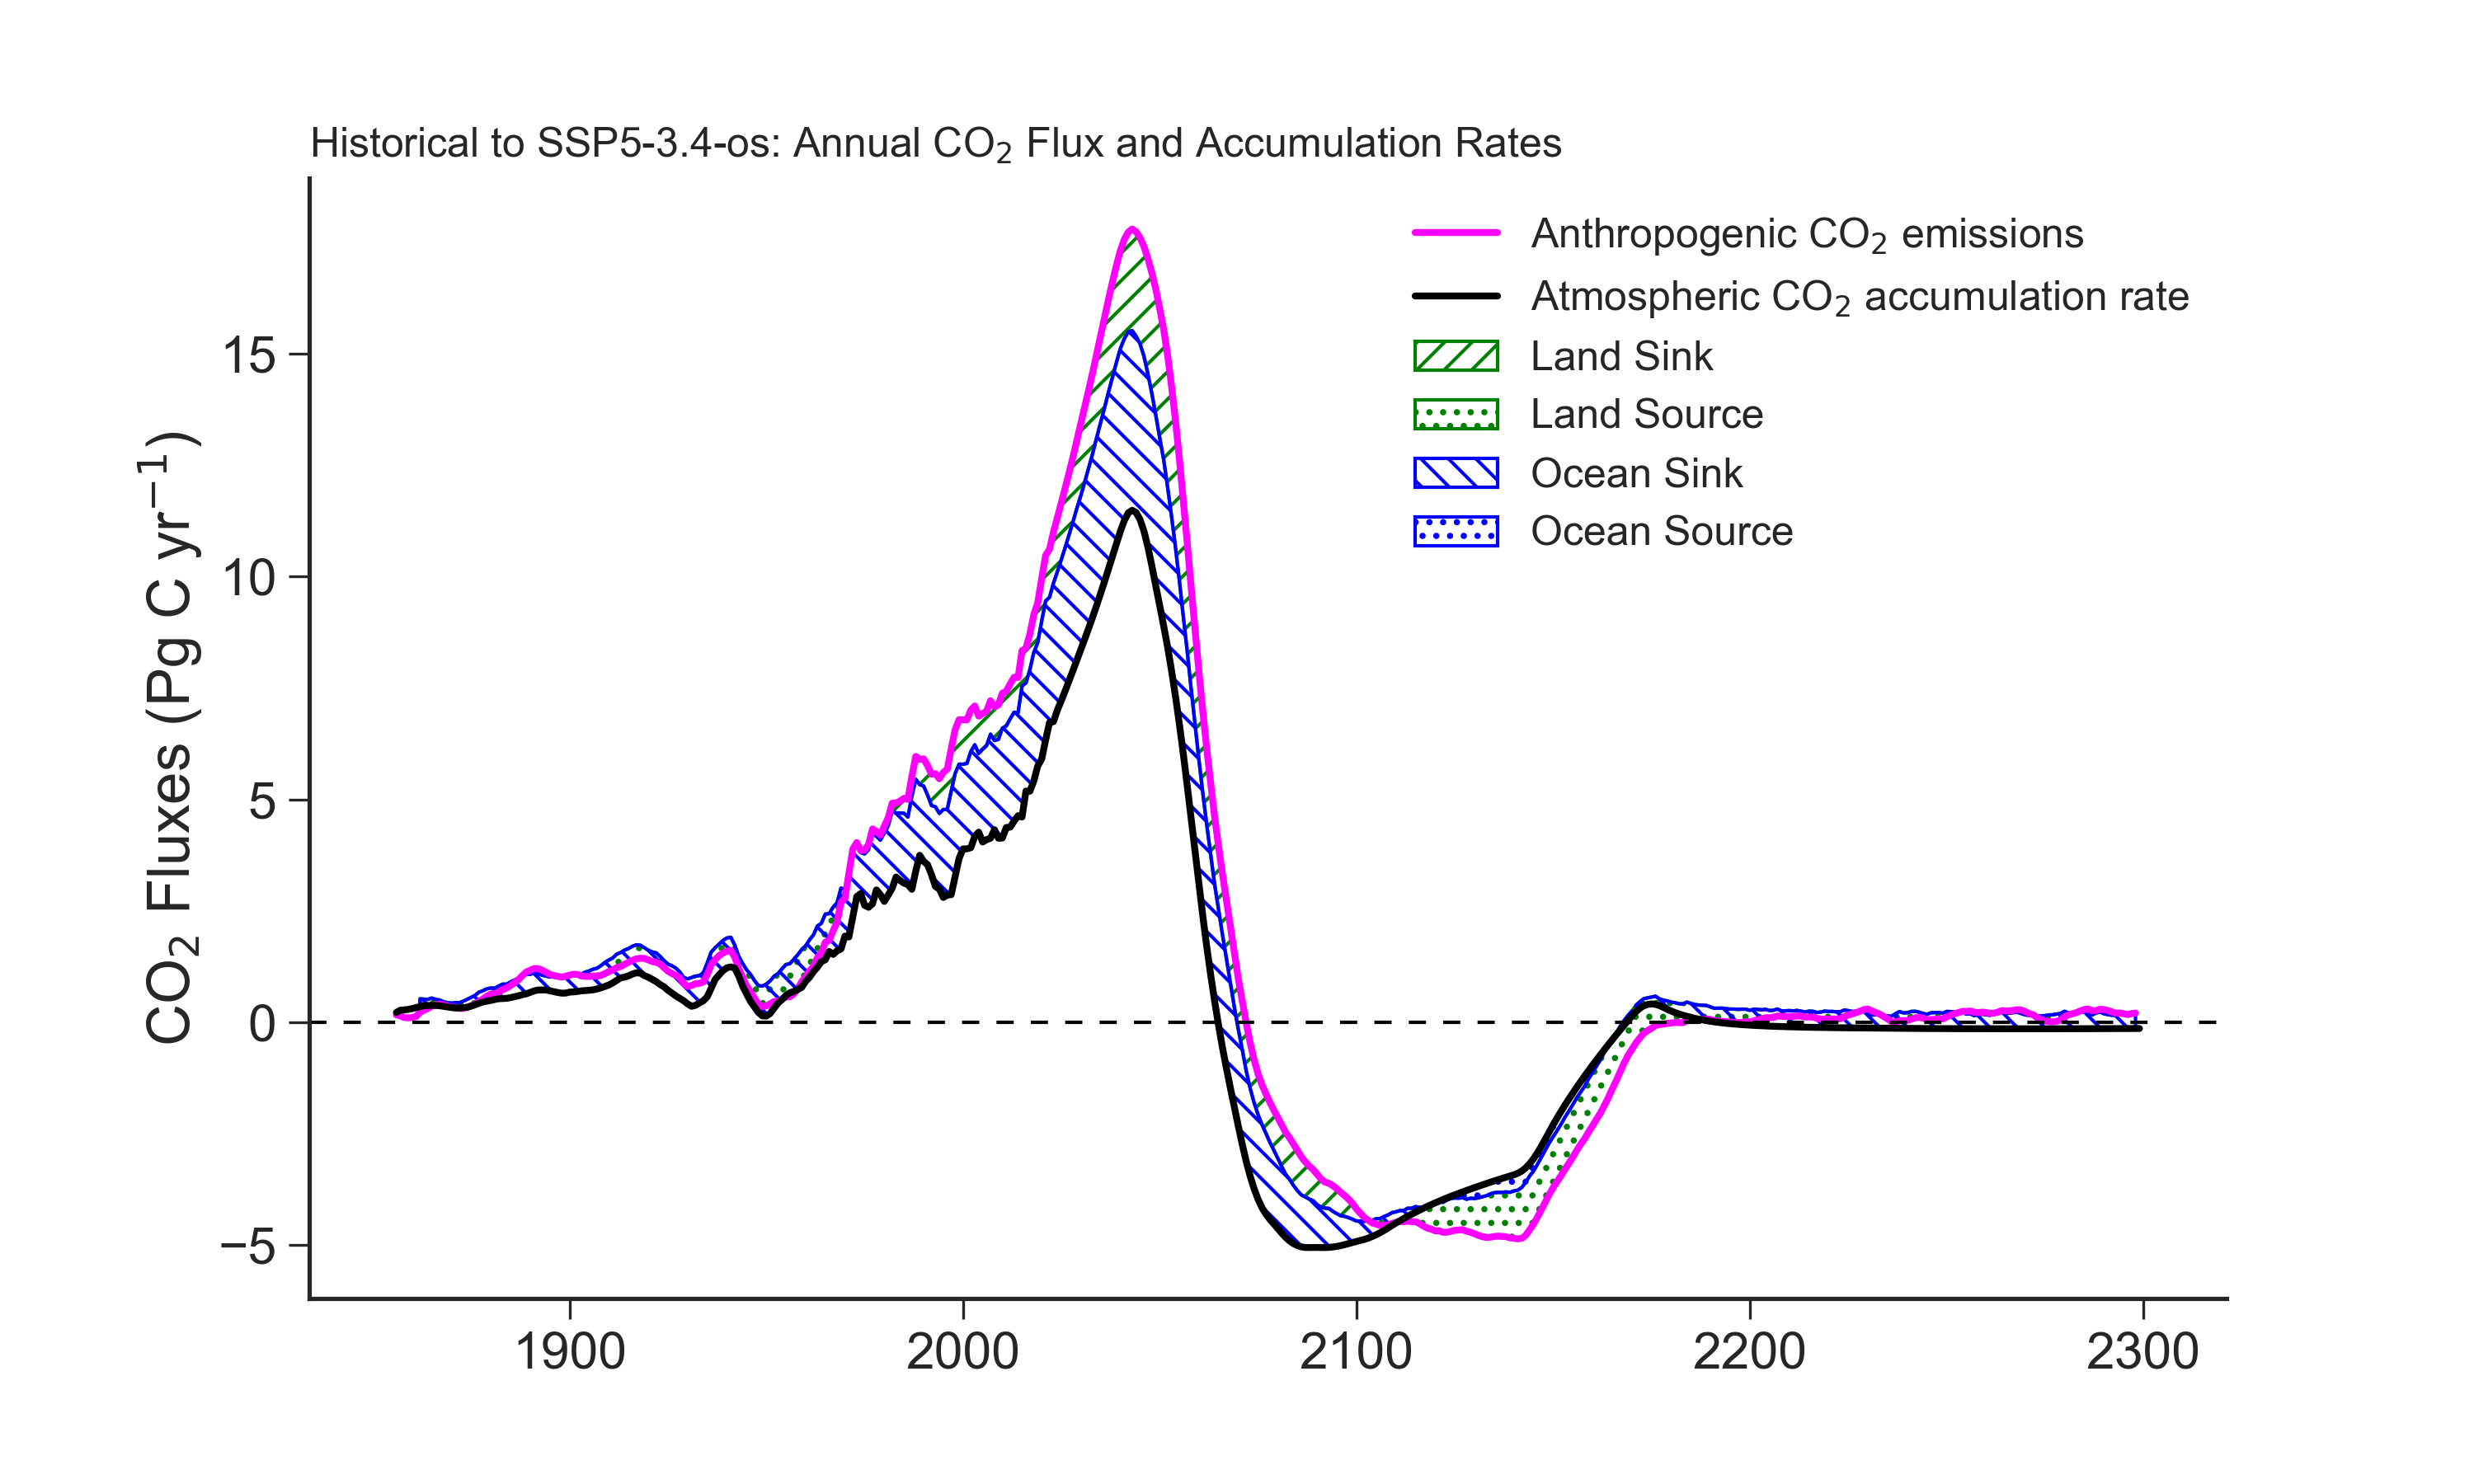 Historical to SSP5-3.4-os: Annual CO₂ Flux and Accumulation Rates
Anthropogenic CO₂ emissions
Atmospheric CO₂ accumulation rate
Land Sink
Land Source
Ocean Sink
Ocean Source
CO₂ Fluxes (Pg C yr⁻¹)
15
10
5
0
−5
1900 2000 2100 2200 2300